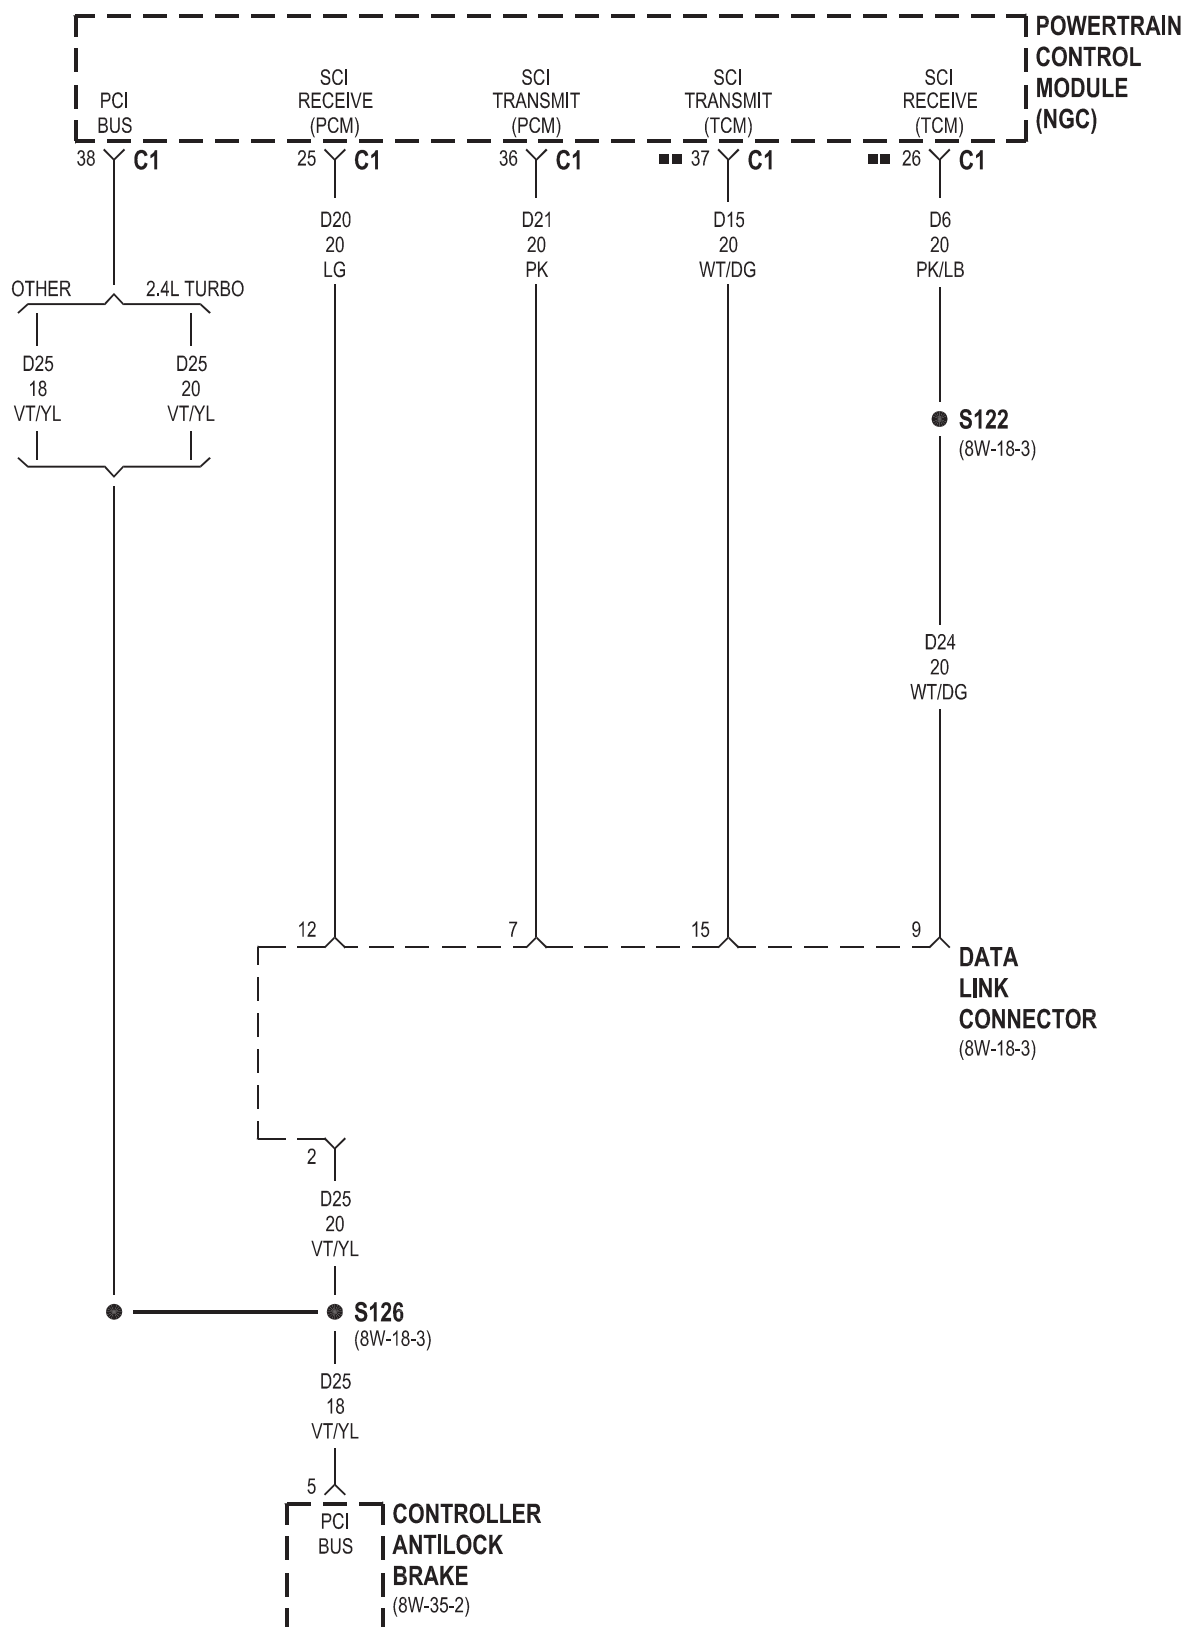 POWERTRAIN
CONTROL
MODULE
(NGC)
PCI
BUS
SCI
RECEIVE
(PCM)
SCI
TRANSMIT
(PCM)
SCI
TRANSMIT
(TCM)
SCI
RECEIVE
(TCM)
38 C1
25 C1
36 C1
37 C1
26 C1
D20
20
LG
D21
20
PK
D15
20
WT/DG
D6
20
PK/LB
OTHER
2.4L TURBO
D25
18
VT/YL
D25
20
VT/YL
S122
(8W-18-3)
D24
20
WT/DG
12
7
15
9
DATA
LINK
CONNECTOR
(8W-18-3)
2
D25
20
VT/YL
S126
(8W-18-3)
D25
18
VT/YL
5
PCI
BUS
CONTROLLER
ANTILOCK
BRAKE
(8W-35-2)